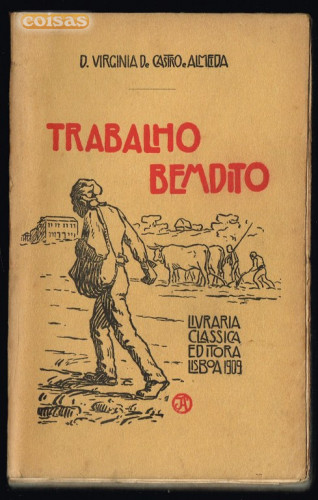 coisas
D. VIRGINIA DE CASTRO E ALMEIDA
TRABALHO
BEMDITO
LIVRARIA
CLASSICA
EDITORA
LISBOA 1909